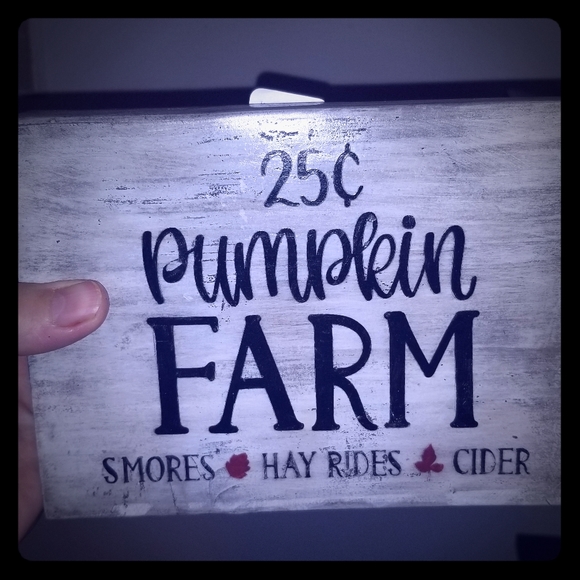 25¢
pumpkin
FARM
SMORES HAY RIDES CIDER